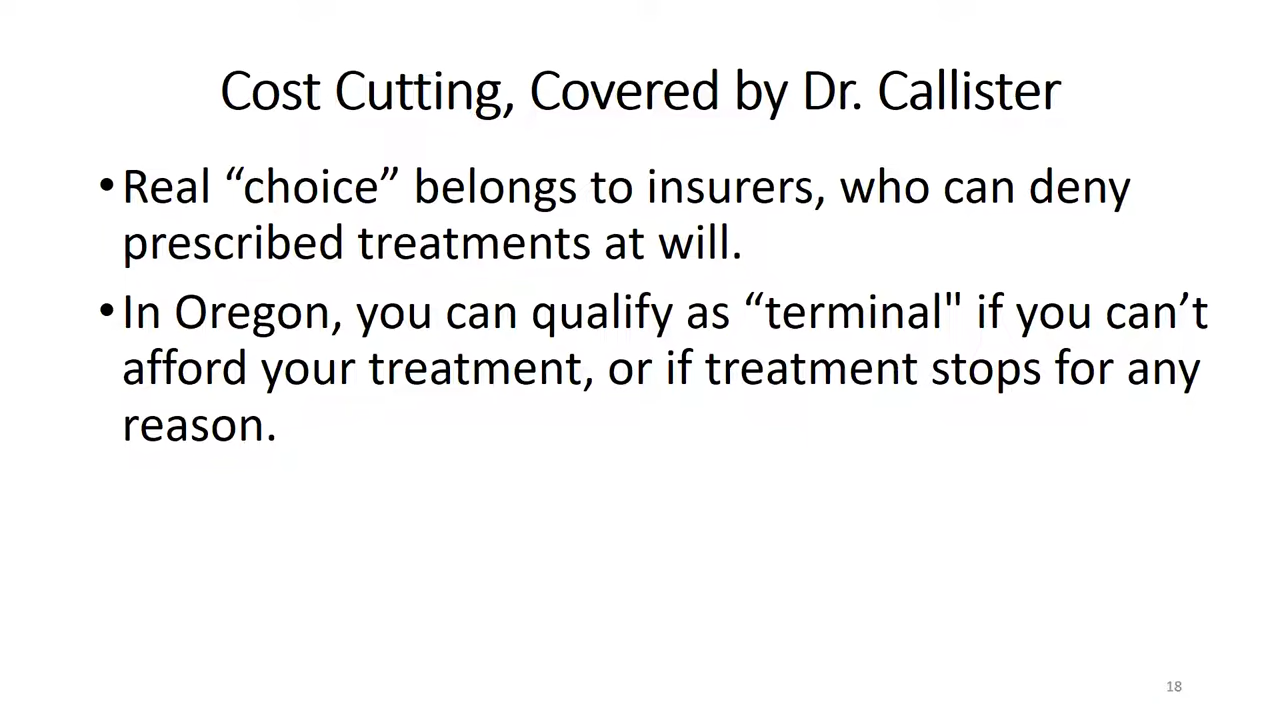 Cost Cutting, Covered by Dr. Callister
•Real “choice” belongs to insurers, who can deny
prescribed treatments at will.
•In Oregon, you can qualify as “terminal" if you can’t
afford your treatment, or if treatment stops for any
reason.
18